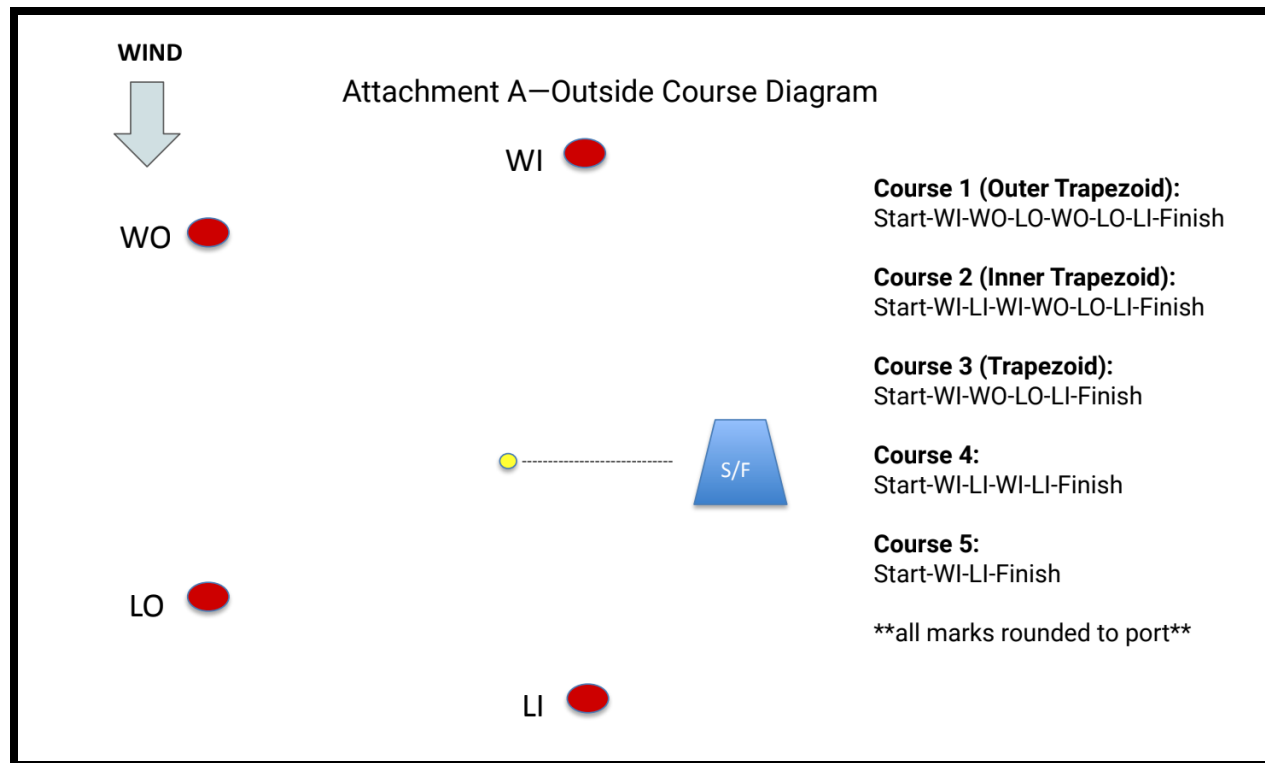 WIND
Attachment A—Outside Course Diagram
WI
WO
Course 1 (Outer Trapezoid):
Start-WI-WO-LO-WO-LO-LI-Finish
Course 2 (Inner Trapezoid):
Start-WI-LI-WI-WO-LO-LI-Finish
Course 3 (Trapezoid):
Start-WI-WO-LO-LI-Finish
S/F
Course 4:
Start-WI-LI-WI-LI-Finish
Course 5:
Start-WI-LI-Finish
LO
**all marks rounded to port**
LI